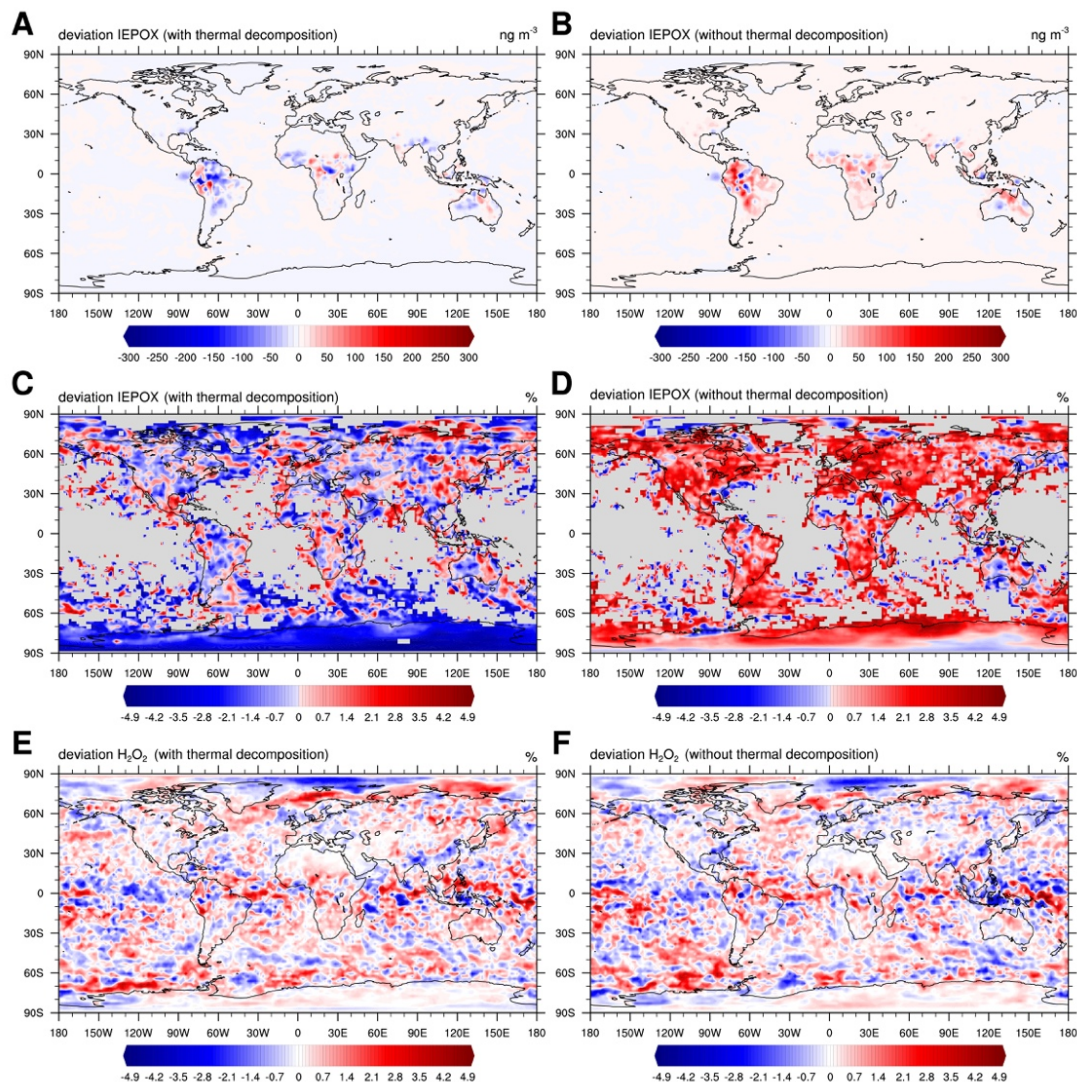 A
deviation IEPOX (with thermal decomposition) ng m⁻³
90N
60N
30N
0
30S
60S
90S
180 150W 120W 90W 60W 30W 0 30E 60E 90E 120E 150E 180
-300 -250 -200 -150 -100 -50 0 50 100 150 200 250 300
B
deviation IEPOX (without thermal decomposition) ng m⁻³
90N
60N
30N
0
30S
60S
90S
180 150W 120W 90W 60W 30W 0 30E 60E 90E 120E 150E 180
-300 -250 -200 -150 -100 -50 0 50 100 150 200 250 300
C
deviation IEPOX (with thermal decomposition) %
90N
60N
30N
0
30S
60S
90S
180 150W 120W 90W 60W 30W 0 30E 60E 90E 120E 150E 180
-4.9 -4.2 -3.5 -2.8 -2.1 -1.4 -0.7 0 0.7 1.4 2.1 2.8 3.5 4.2 4.9
D
deviation IEPOX (without thermal decomposition) %
90N
60N
30N
0
30S
60S
90S
180 150W 120W 90W 60W 30W 0 30E 60E 90E 120E 150E 180
-4.9 -4.2 -3.5 -2.8 -2.1 -1.4 -0.7 0 0.7 1.4 2.1 2.8 3.5 4.2 4.9
E
deviation H₂O₂ (with thermal decomposition) %
90N
60N
30N
0
30S
60S
90S
180 150W 120W 90W 60W 30W 0 30E 60E 90E 120E 150E 180
-4.9 -4.2 -3.5 -2.8 -2.1 -1.4 -0.7 0 0.7 1.4 2.1 2.8 3.5 4.2 4.9
F
deviation H₂O₂ (without thermal decomposition) %
90N
60N
30N
0
30S
60S
90S
180 150W 120W 90W 60W 30W 0 30E 60E 90E 120E 150E 180
-4.9 -4.2 -3.5 -2.8 -2.1 -1.4 -0.7 0 0.7 1.4 2.1 2.8 3.5 4.2 4.9